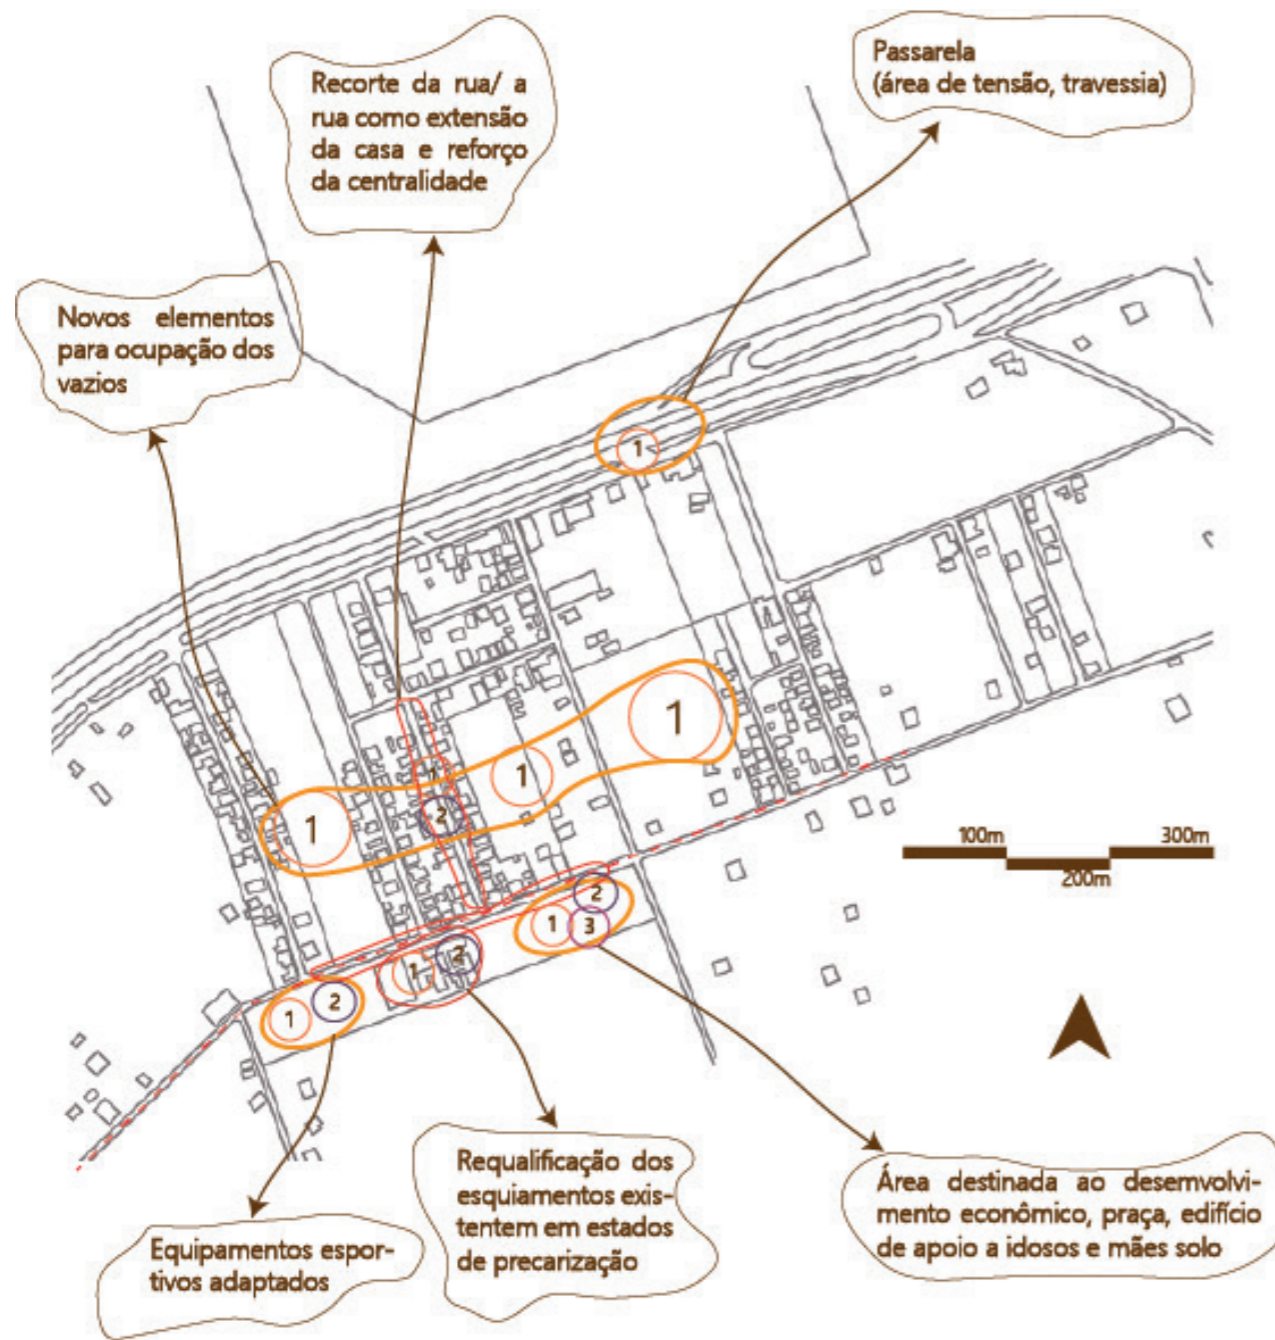 Recorte da rua/ a
rua como extensão
da casa e reforço
da centralidade
Passarela
(área de tensão, travessia)
Novos elementos
para ocupação dos
vazios
1
1
1
1
2
1
100m
300m
200m
2
1
3
2
1
2
1
Requalificação dos
esquiamentos exis-
tentem em estados
de precarização
Área destinada ao desemvolvi-
mento econômico, praça, edifício
de apoio a idosos e mães solo
Equipamentos espor-
tivos adaptados